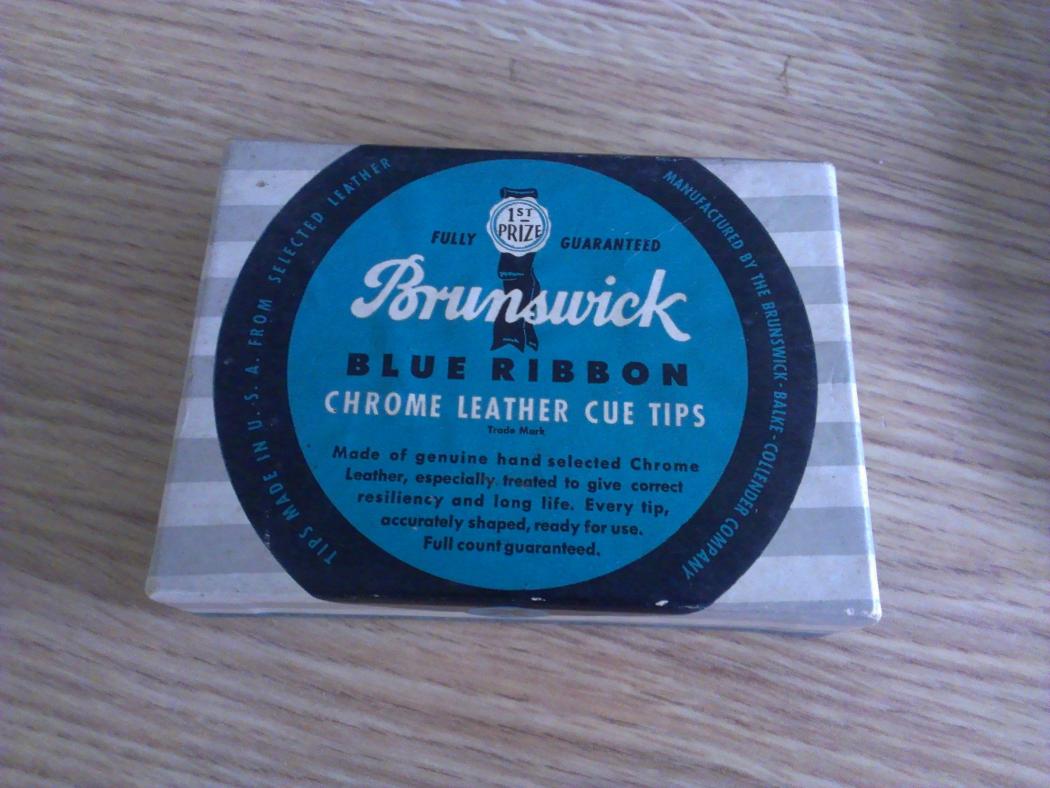 TIPS MADE IN U. S. A. FROM SELECTED LEATHER
MANUFACTURED BY THE BRUNSWICK-BALKE-COLLENDER COMPANY
1ST
PRIZE
FULLY GUARANTEED
Brunswick
BLUE RIBBON
CHROME LEATHER CUE TIPS
Trade Mark
Made of genuine hand selected Chrome
Leather, especially treated to give correct
resiliency and long life. Every tip,
accurately shaped, ready for use.
Full count guaranteed.